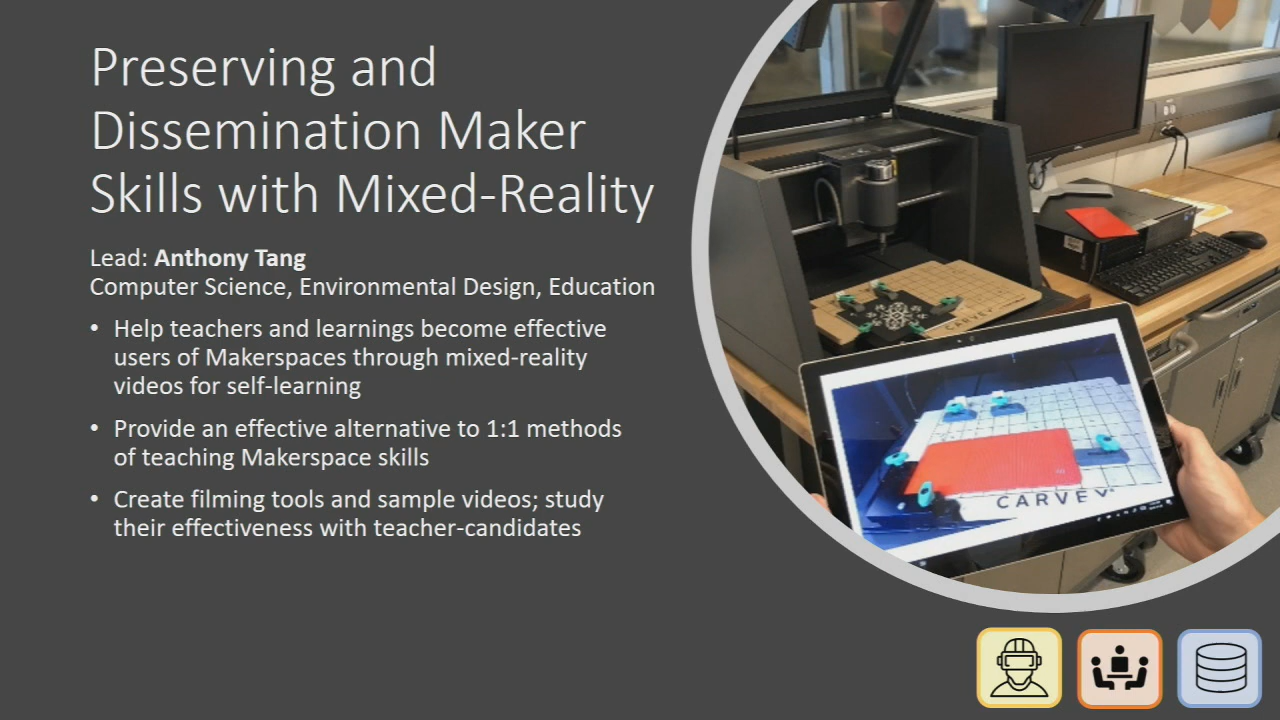 Preserving and
Dissemination Maker
Skills with Mixed-Reality
Lead: Anthony Tang
Computer Science, Environmental Design, Education
• Help teachers and learnings become effective
users of Makerspaces through mixed-reality
videos for self-learning
• Provide an effective alternative to 1:1 methods
of teaching Makerspace skills
• Create filming tools and sample videos; study
their effectiveness with teacher-candidates
CARVEY
CARVEY